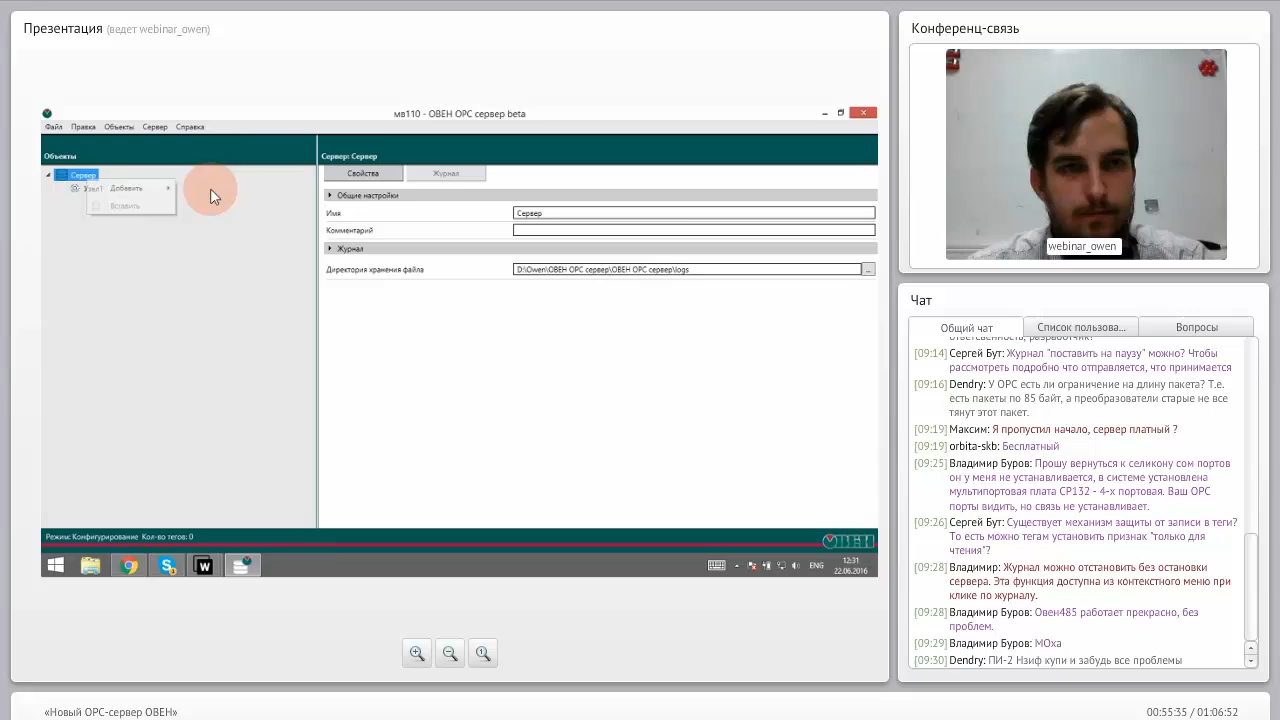 Презентация (ведет webinar_owen)
мв110 - ОВЕН ОРС сервер beta
Файл Правка Объекты Сервер Справка
Объекты
Сервер
Узел1
Добавить
Вставить
Сервер: Сервер
Свойства Журнал
Общие настройки
Имя Сервер
Комментарий
Журнал
Директория хранения файла D:\Owen\ОВЕН ОРС сервер\ОВЕН ОРС сервер\logs ...
Режим: Конфигурирование Кол-во тегов: 0
ОВЕН
ENG 12:31
22.06.2016
Конференц-связь
webinar_owen
Чат
Общий чат Список пользова... Вопросы
ответсвенность, разработчик?
[09:14] Сергей Бут: Журнал "поставить на паузу" можно? Чтобы
рассмотреть подробно что отправляется, что принимается
[09:16] Dendry: У ОРС есть ли ограничение на длину пакета? Т.е.
есть пакеты по 85 байт, а преобразователи старые не все
тянут этот пакет.
[09:19] Максим: Я пропустил начало, сервер платный ?
[09:19] orbita-skb: Бесплатный
[09:25] Владимир Буров: Прошу вернуться к селикону сом портов
он у меня не устанавливается, в системе установлена
мультипортовая плата СР132 - 4-х портовая. Ваш ОРС
порты видить, но связь не устанавливает.
[09:26] Сергей Бут: Существует механизм защиты от записи в теги?
То есть можно тегам установить признак "только для
чтения"?
[09:28] Владимир: Журнал можно отстановить без остановки
сервера. Эта функция доступна из контекстного меню при
клике по журналу.
[09:28] Владимир Буров: Овен485 работает прекрасно, без
проблем.
[09:29] Владимир Буров: МОха
[09:30] Dendry: ПИ-2 Нзиф купи и забудь все проблемы
«Новый ОРС-сервер ОВЕН»
00:55:35 / 01:06:52